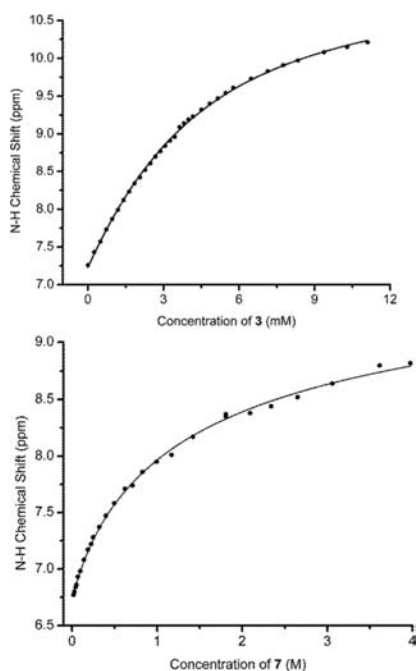 N-H Chemical Shift (ppm)
10.5
10.0
9.5
9.0
8.5
8.0
7.5
7.0
0 3 6 9 12
Concentration of 3 (mM)
N-H Chemical Shift (ppm)
9.0
8.5
8.0
7.5
7.0
6.5
0 1 2 3 4
Concentration of 7 (M)